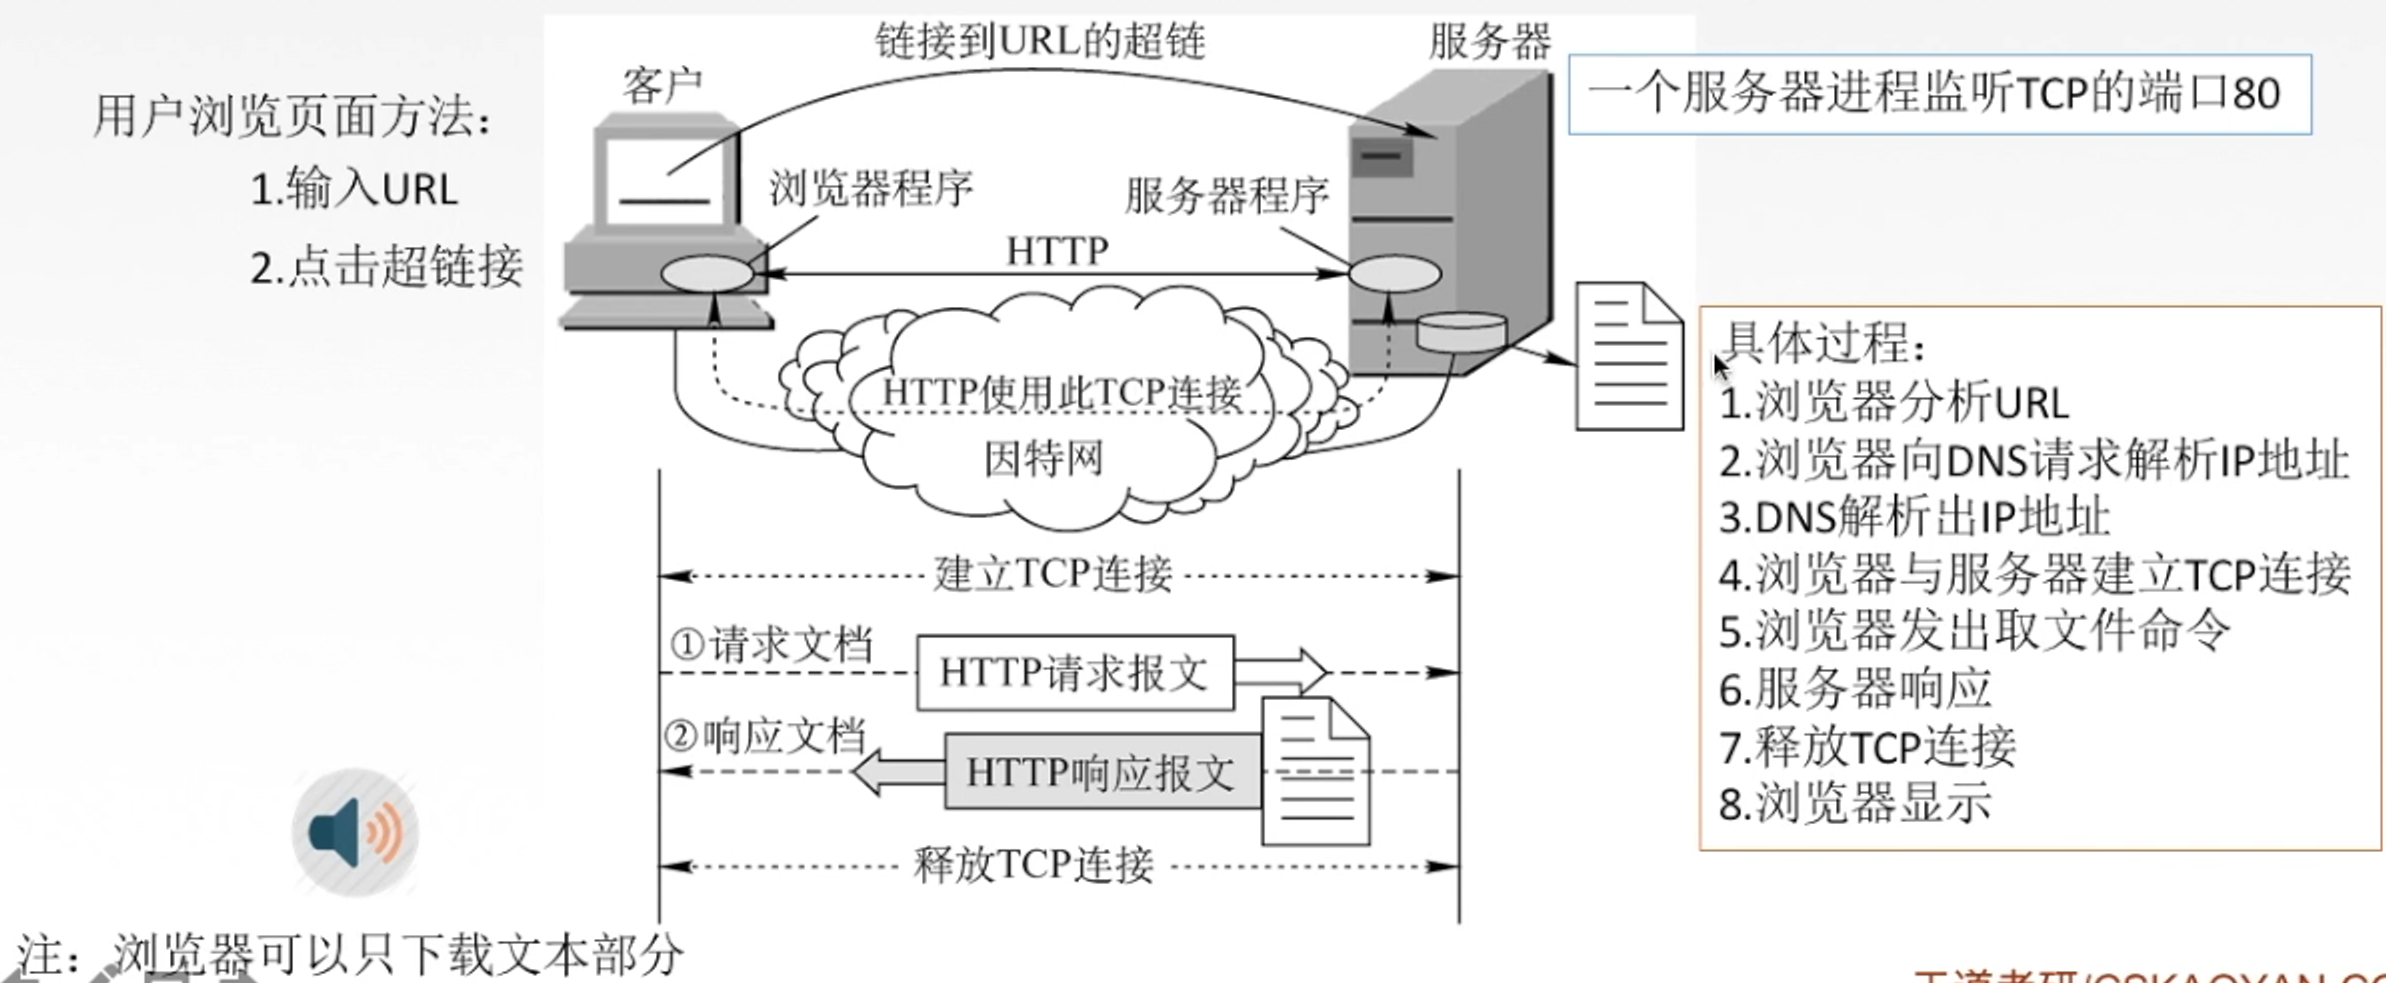 用户浏览页面方法：
1.输入URL
2.点击超链接
链接到URL的超链
客户
服务器
一个服务器进程监听TCP的端口80
浏览器程序
服务器程序
HTTP
HTTP使用此TCP连接
因特网
建立TCP连接
①请求文档
HTTP请求报文
②响应文档
HTTP响应报文
释放TCP连接
具体过程：
1.浏览器分析URL
2.浏览器向DNS请求解析IP地址
3.DNS解析出IP地址
4.浏览器与服务器建立TCP连接
5.浏览器发出取文件命令
6.服务器响应
7.释放TCP连接
8.浏览器显示
注：浏览器可以只下载文本部分